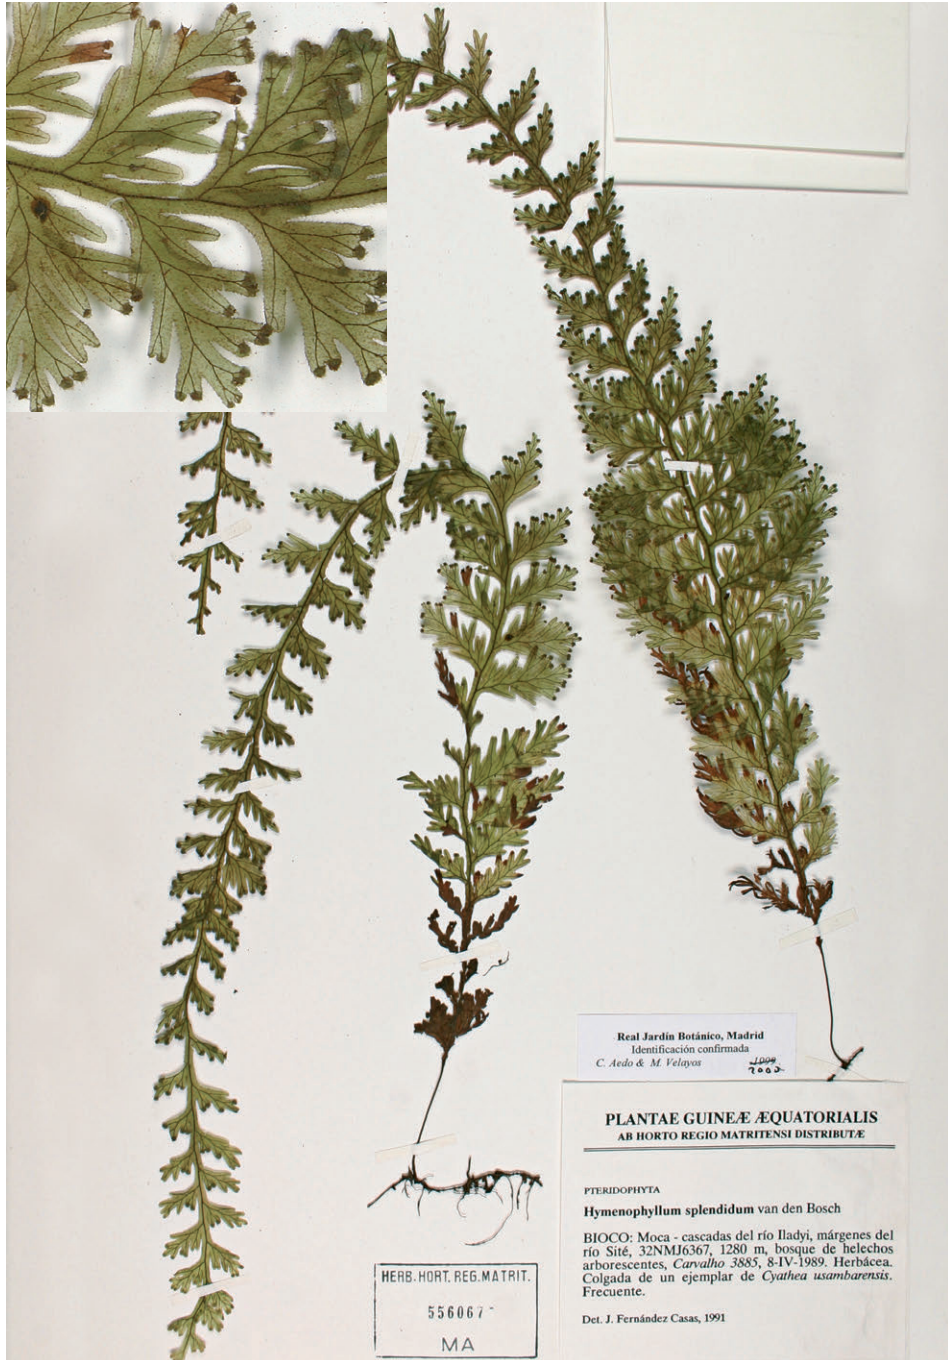 Real Jardín Botánico, Madrid
Identificación confirmada
C. Aedo & M. Velayos 1999
2002
PLANTAE GUINEÆ ÆQUATORIALIS
AB HORTO REGIO MATRITENSI DISTRIBUTÆ
PTERIDOPHYTA
Hymenophyllum splendidum van den Bosch
BIOCO: Moca - cascadas del río Iladyi, márgenes del
río Sité, 32NMJ6367, 1280 m, bosque de helechos
arborescentes, Carvalho 3885, 8-IV-1989. Herbácea.
Colgada de un ejemplar de Cyathea usambarensis.
Frecuente.
Det. J. Fernández Casas, 1991
HERB. HORT. REG. MATRIT.
556067
MA